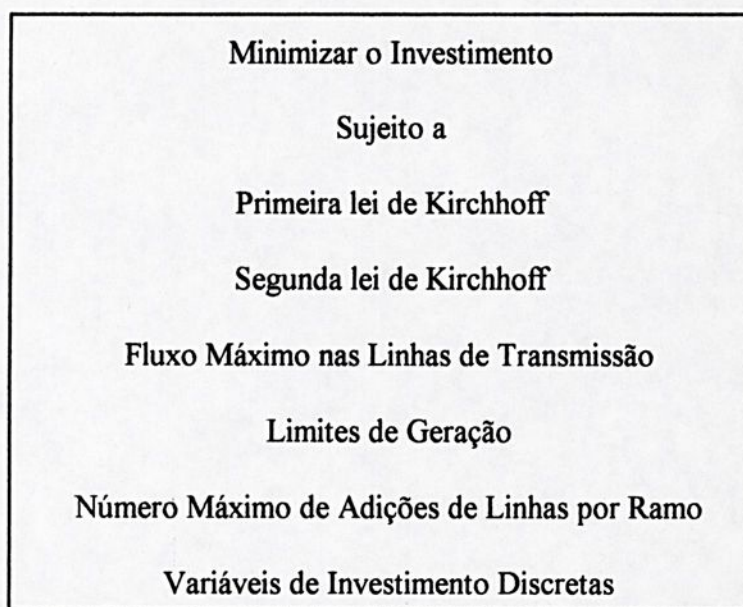 Minimizar o Investimento
Sujeito a
Primeira lei de Kirchhoff
Segunda lei de Kirchhoff
Fluxo Máximo nas Linhas de Transmissão
Limites de Geração
Número Máximo de Adições de Linhas por Ramo
Variáveis de Investimento Discretas